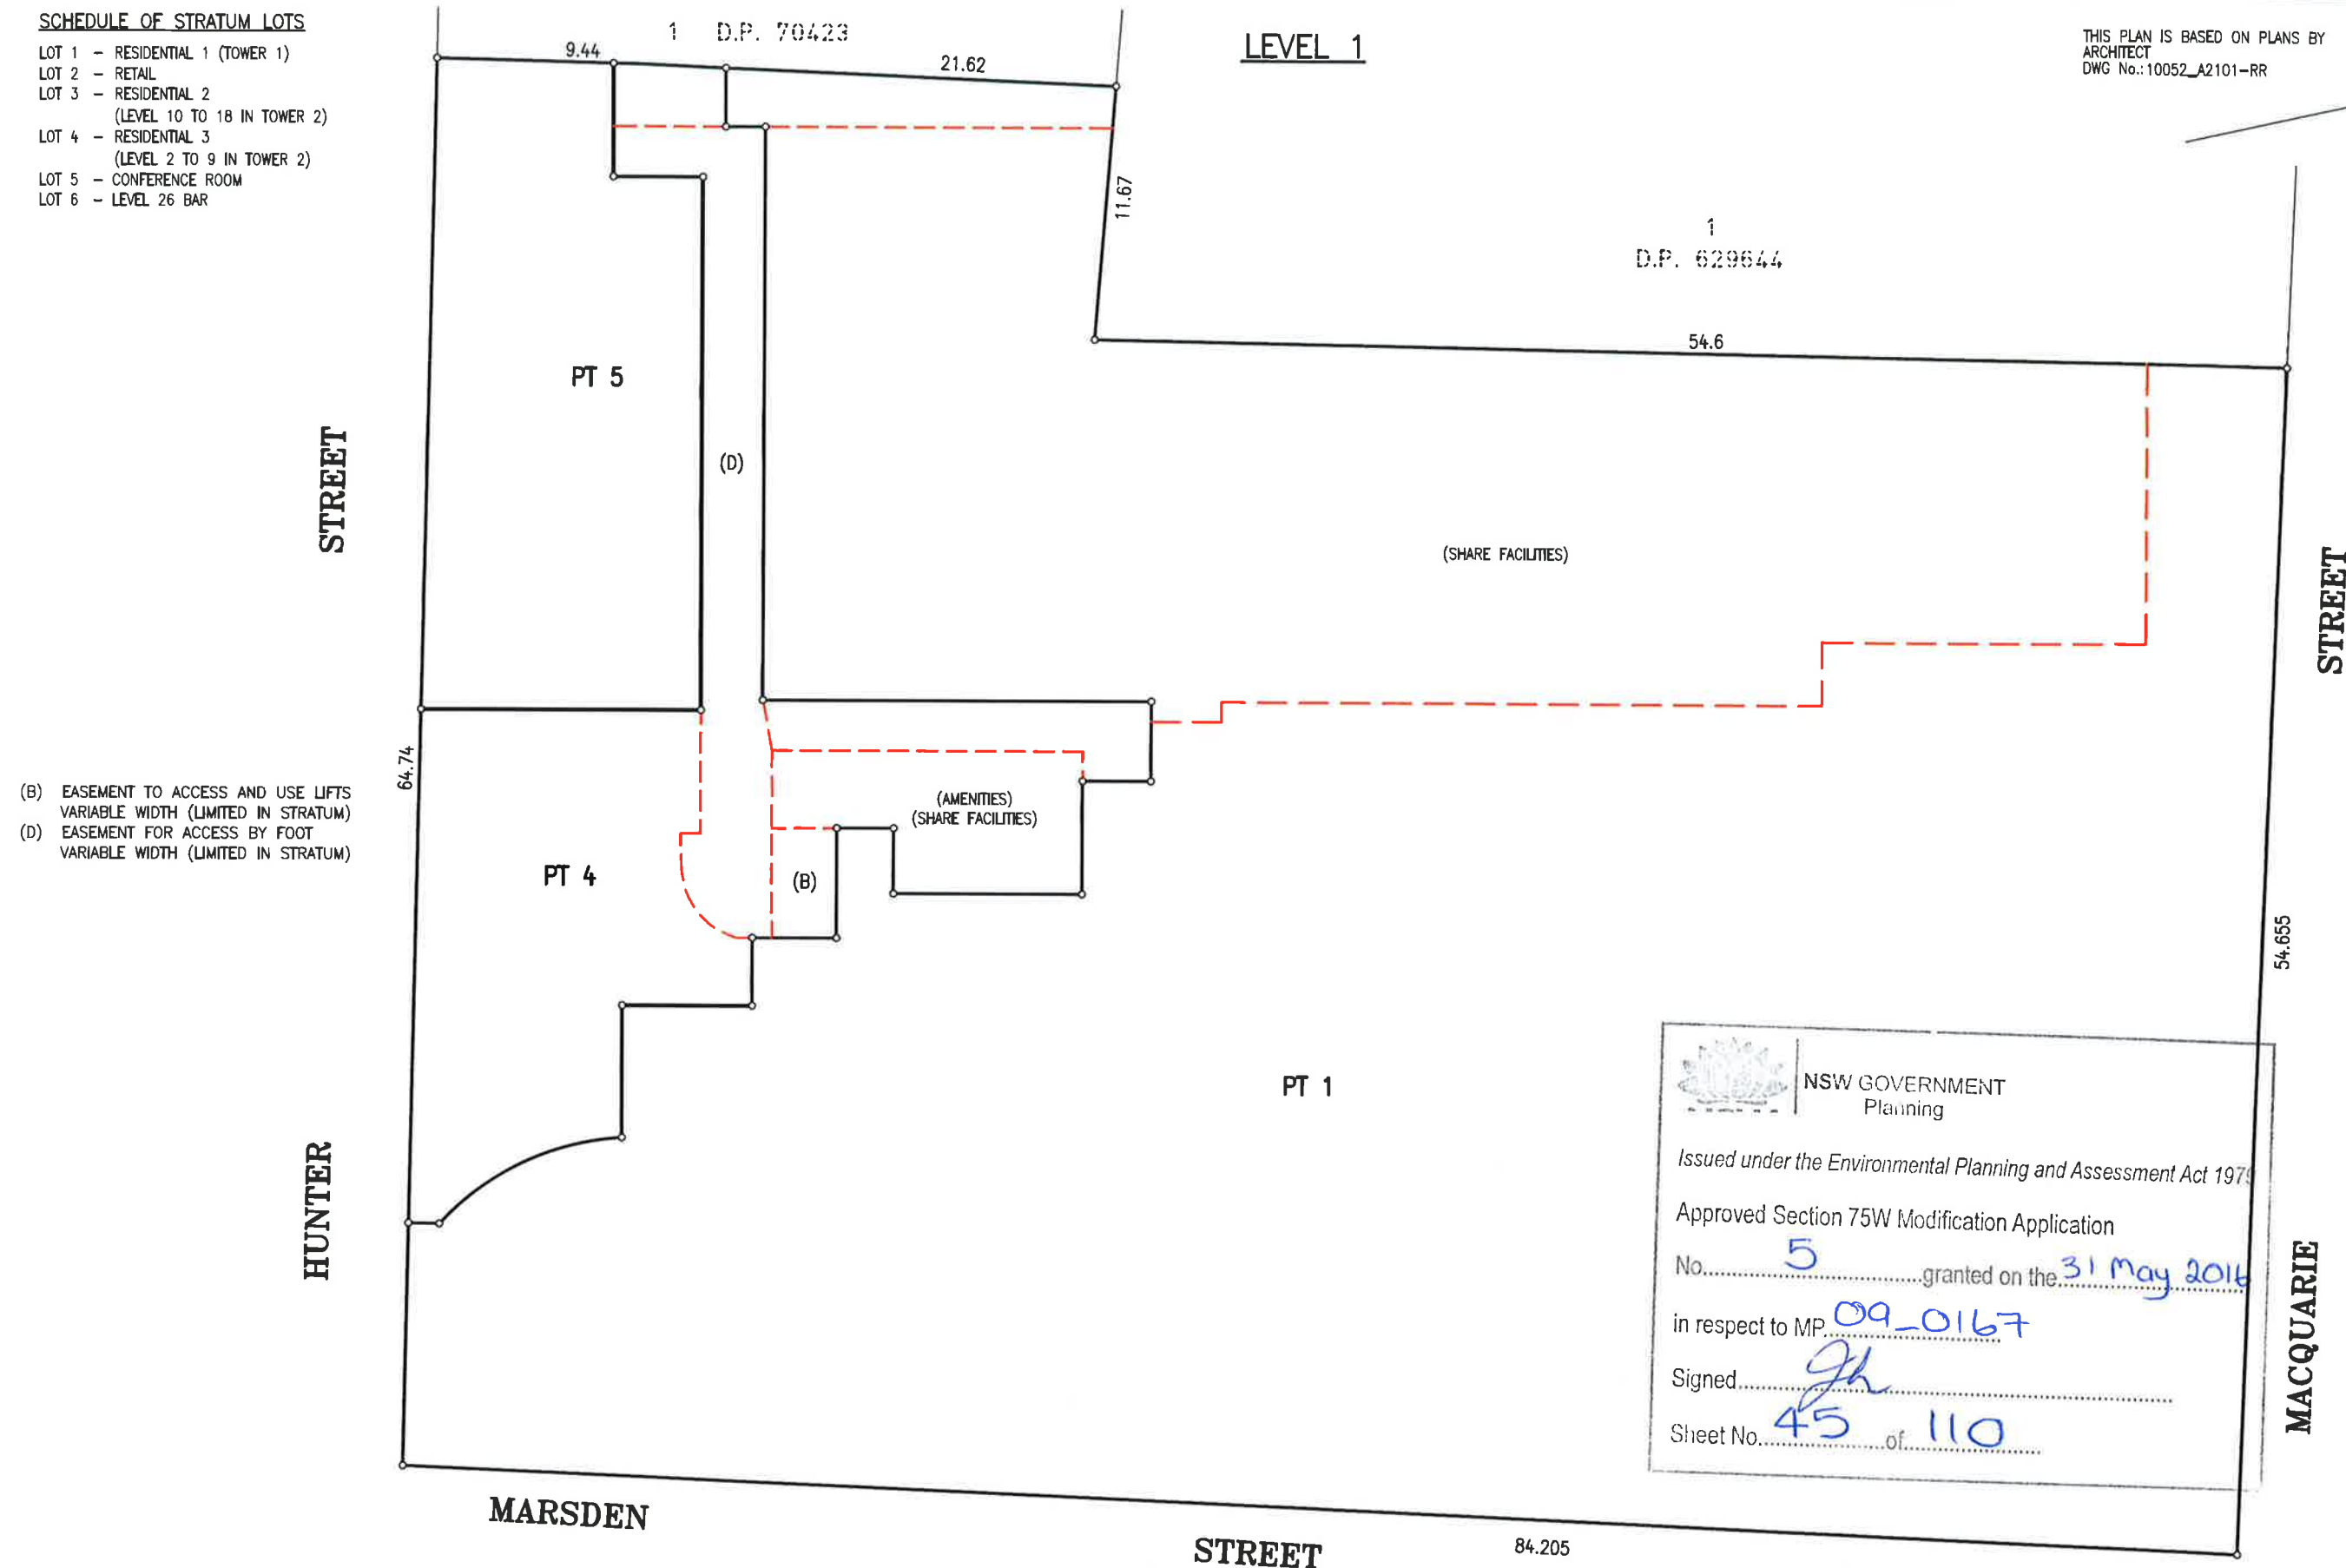 SCHEDULE OF STRATUM LOTS
LOT 1 - RESIDENTIAL 1 (TOWER 1)
LOT 2 - RETAIL
LOT 3 - RESIDENTIAL 2
(LEVEL 10 TO 18 IN TOWER 2)
LOT 4 - RESIDENTIAL 3
(LEVEL 2 TO 9 IN TOWER 2)
LOT 5 - CONFERENCE ROOM
LOT 6 - LEVEL 26 BAR
1 D.P. 70423
LEVEL 1
THIS PLAN IS BASED ON PLANS BY
ARCHITECT
DWG No.:10052_A2101-RR
9.44
21.62
11.67
1
D.P. 629644
54.6
PT 5
(D)
STREET
(SHARE FACILITIES)
STREET
64.74
(B) EASEMENT TO ACCESS AND USE LIFTS
VARIABLE WIDTH (LIMITED IN STRATUM)
(D) EASEMENT FOR ACCESS BY FOOT
VARIABLE WIDTH (LIMITED IN STRATUM)
(AMENITIES)
(SHARE FACILITIES)
PT 4
(B)
54.655
PT 1
HUNTER
MACQUARIE
NSW GOVERNMENT
Planning
Issued under the Environmental Planning and Assessment Act 1979
Approved Section 75W Modification Application
No. 5 granted on the 31 May 2016
in respect to MP 09_0167
Signed
Sheet No. 45 of 110
MARSDEN
STREET
84.205